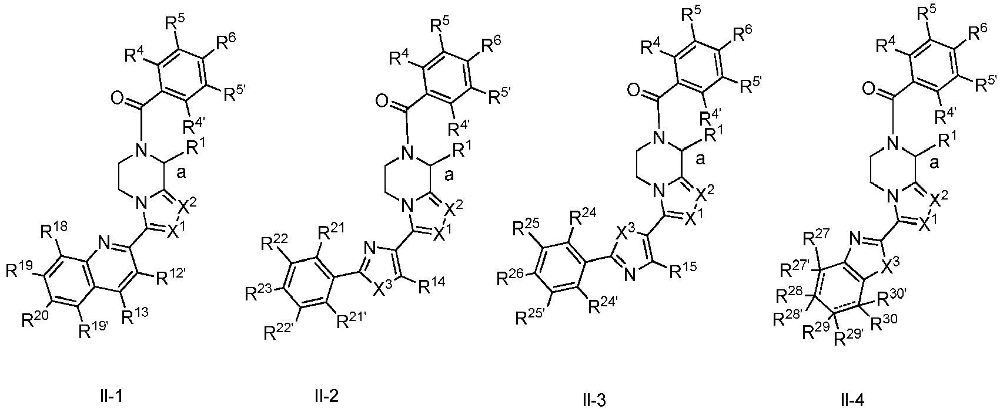 R5 R6 R4 R5' O R4' N R1 a N X2 X1 R18 N R19 R12' R20 R19' R13
R5 R6 R4 R5' O R4' N R1 a N X2 X1 R22 R21 N R23 X3 R14 R22' R21'
R5 R6 R4 R5' O R4' N R1 a N X2 X1 R25 R24 X3 R26 N R15 R25' R24'
R5 R6 R4 R5' O R4' N R1 a N X2 X1 R27 N R27' X3 R28 R28' R29 R29' R30' R30
II-1 II-2 II-3 II-4